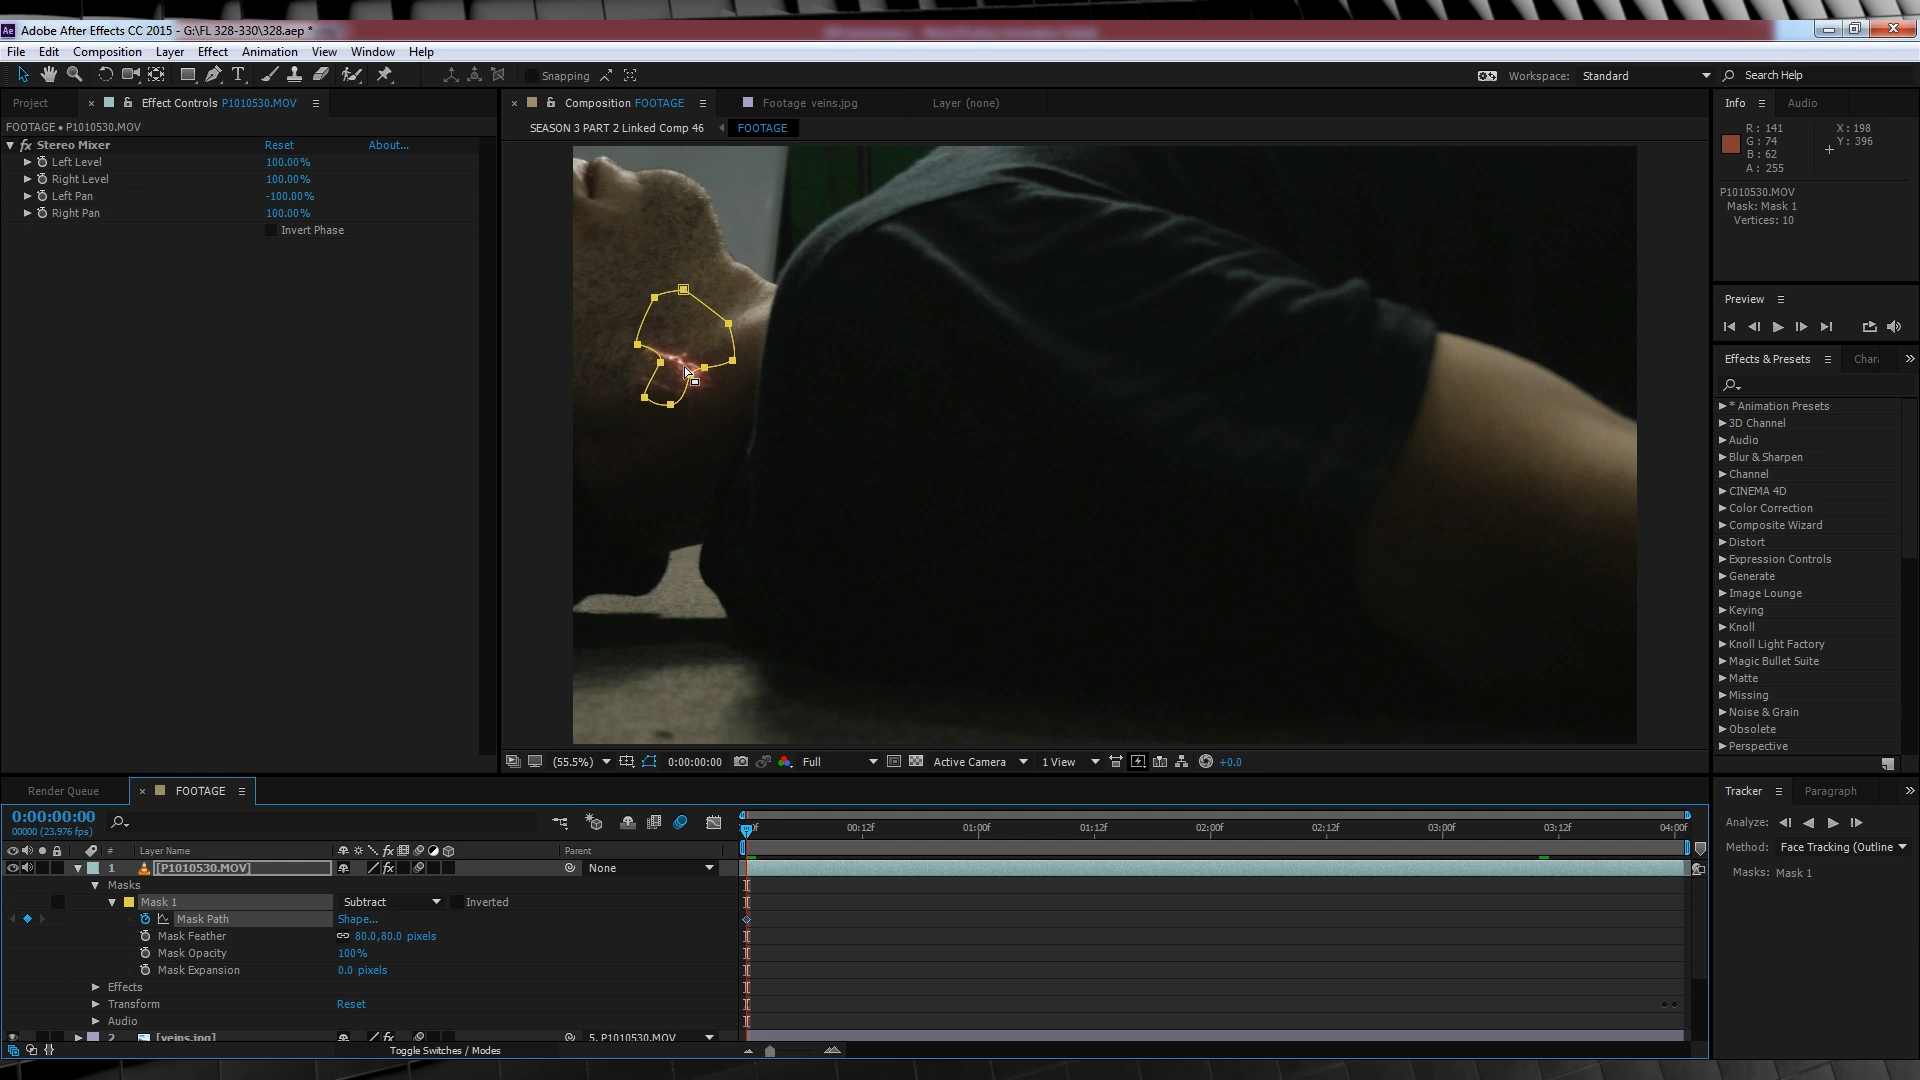 Ae Adobe After Effects CC 2015 - G:\FL 328-330\328.aep *
File Edit Composition Layer Effect Animation View Window Help
Snapping Workspace: Standard Search Help
Project Effect Controls P1010530.MOV Composition FOOTAGE Footage veins.jpg Layer (none) Info Audio
FOOTAGE • P1010530.MOV SEASON 3 PART 2 Linked Comp 46 FOOTAGE
R : 141 X : 198
G : 74 Y : 396
B : 62
A : 255
fx Stereo Mixer Reset About...
Left Level 100.00%
Right Level 100.00%
Left Pan -100.00%
Right Pan 100.00%
Invert Phase
P1010530.MOV
Mask: Mask 1
Vertices: 10
Preview
Effects & Presets Char
* Animation Presets
3D Channel
Audio
Blur & Sharpen
Channel
CINEMA 4D
Color Correction
Composite Wizard
Distort
Expression Controls
Generate
Image Lounge
Keying
Knoll
Knoll Light Factory
Magic Bullet Suite
Matte
Missing
Noise & Grain
Obsolete
Perspective
(55.5%) 0:00:00:00 Full Active Camera 1 View +0.0
Render Queue FOOTAGE Tracker Paragraph
0:00:00:00
00000 (23.976 fps)
00:12f 01:00f 01:12f 02:00f 02:12f 03:00f 03:12f 04:00f
Analyze:
Method: Face Tracking (Outline
Masks: Mask 1
# Layer Name fx Parent
1 [P1010530.MOV] fx None
Masks
Mask 1 Subtract Inverted
Mask Path Shape...
Mask Feather 80.0,80.0 pixels
Mask Opacity 100%
Mask Expansion 0.0 pixels
Effects
Transform Reset
Audio
2 [veins.jpg] fx 5. P1010530.MOV
Toggle Switches / Modes